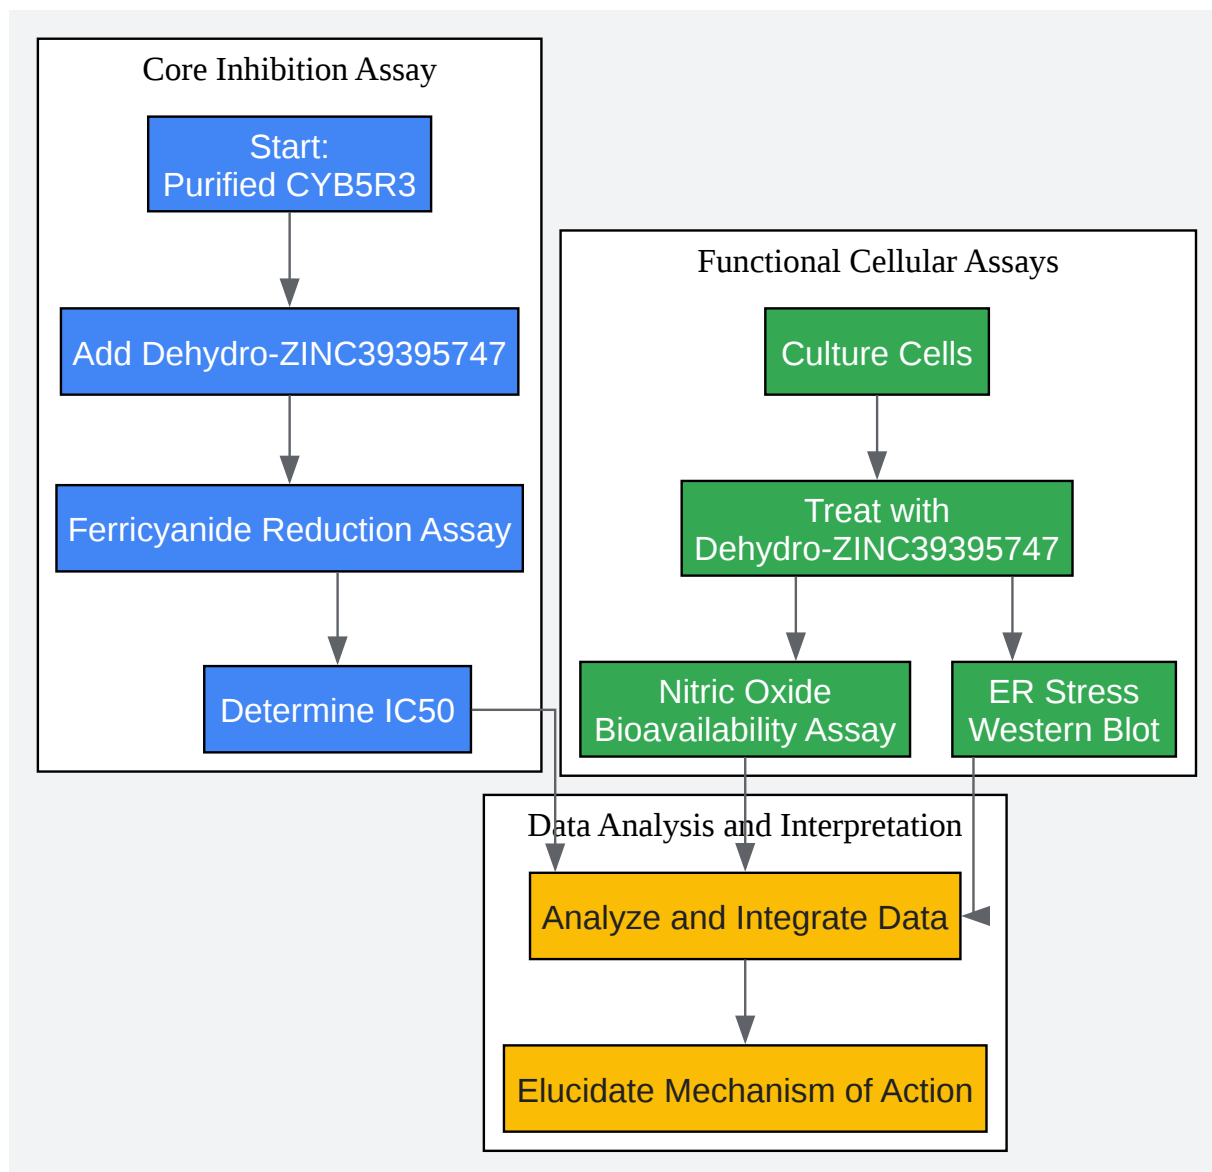 Core Inhibition Assay
Start:
Purified CYB5R3
Add Dehydro-ZINC39395747
Ferricyanide Reduction Assay
Determine IC50
Functional Cellular Assays
Culture Cells
Treat with
Dehydro-ZINC39395747
Nitric Oxide
Bioavailability Assay
ER Stress
Western Blot
Data Analysis and Interpretation
Analyze and Integrate Data
Elucidate Mechanism of Action